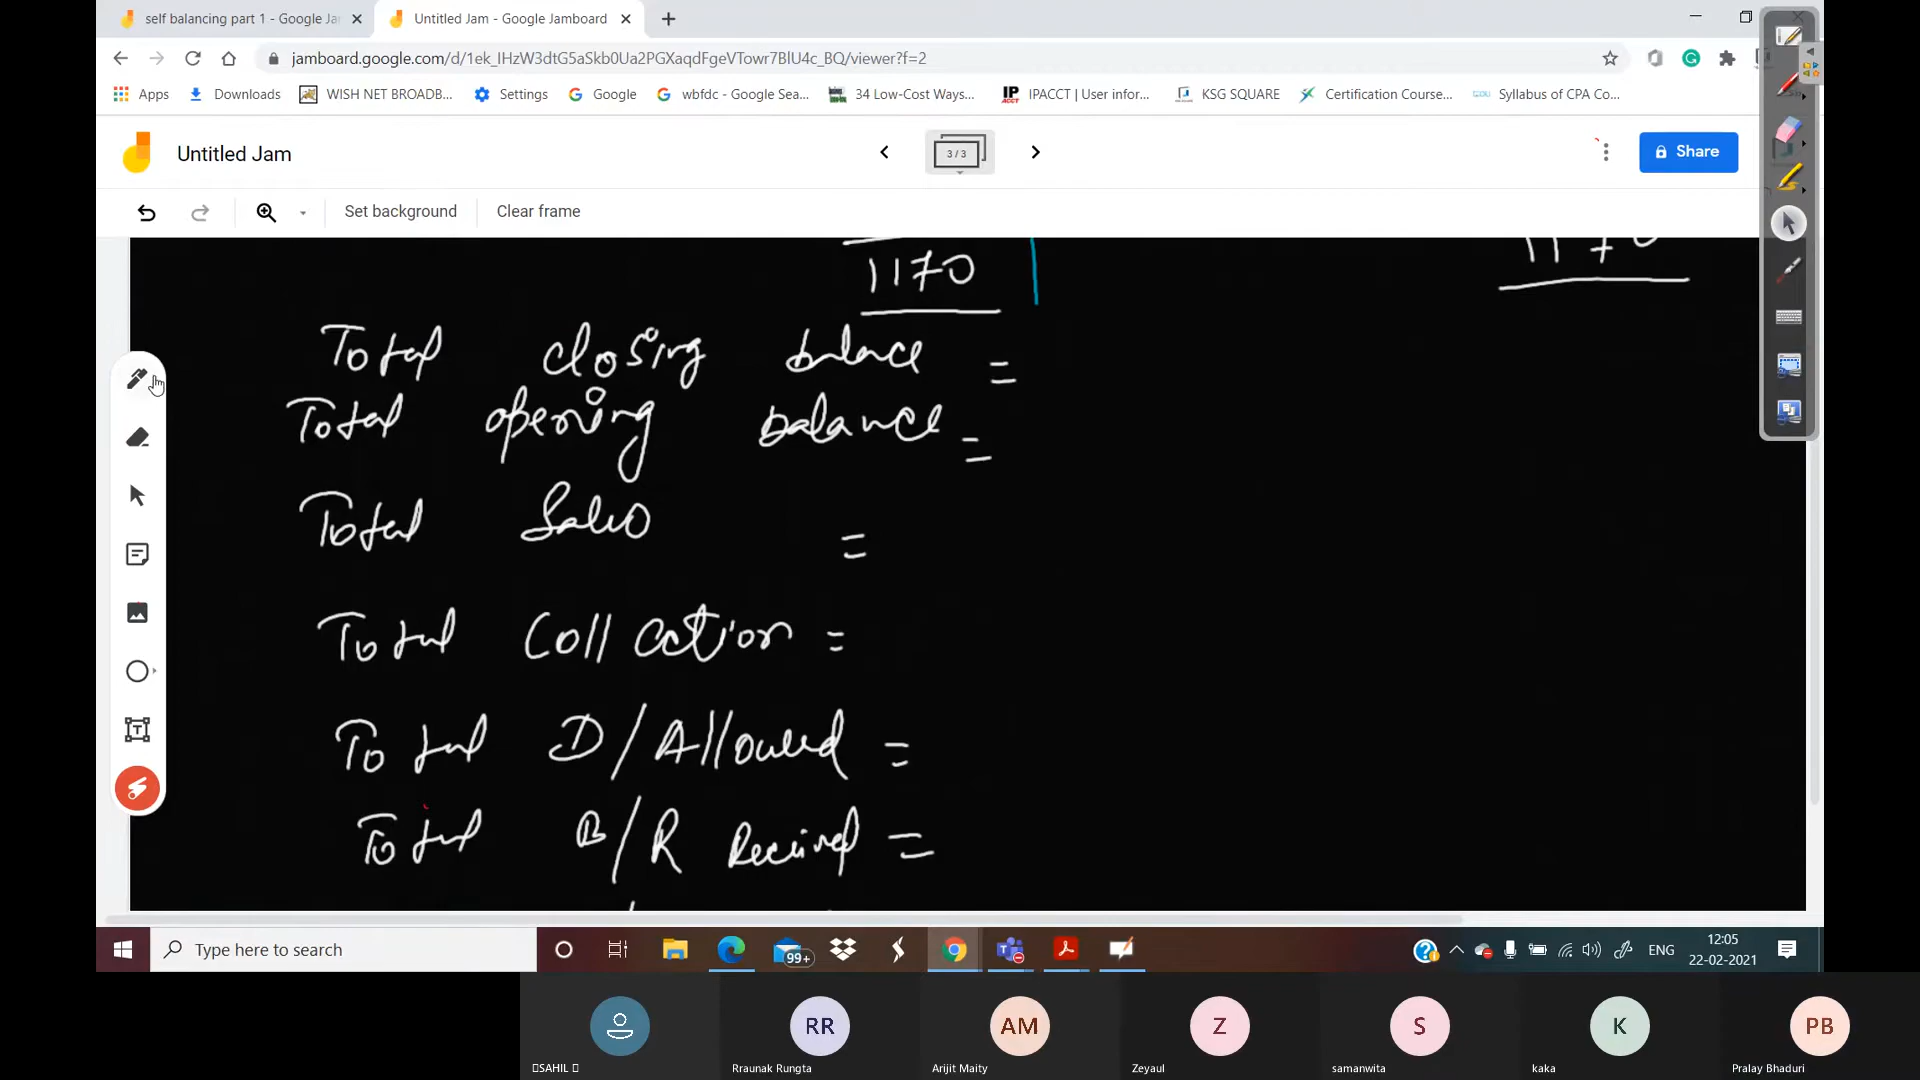 self balancing part 1 - Google Ja
Untitled Jam - Google Jamboard
jamboard.google.com/d/1ek_IHzW3dtG5aSkb0Ua2PGXaqdFgeVTowr7BlU4c_BQ/viewer?f=2
Apps Downloads WISH NET BROADB... Settings Google wbfdc - Google Sea... 34 Low-Cost Ways... IPACCT | User infor... KSG SQUARE Certification Course... Syllabus of CPA Co...
Untitled Jam
3 / 3
Share
Set background Clear frame
1170
1170
Total closing balace =
Total opening balance =
Total Sales =
Total Collection =
Total D/Allowed =
Total B/R Received =
Type here to search
99+
ENG
12:05
22-02-2021
RR AM Z S K PB
SAHIL Rraunak Rungta Arijit Maity Zeyaul samanwita kaka Pralay Bhaduri